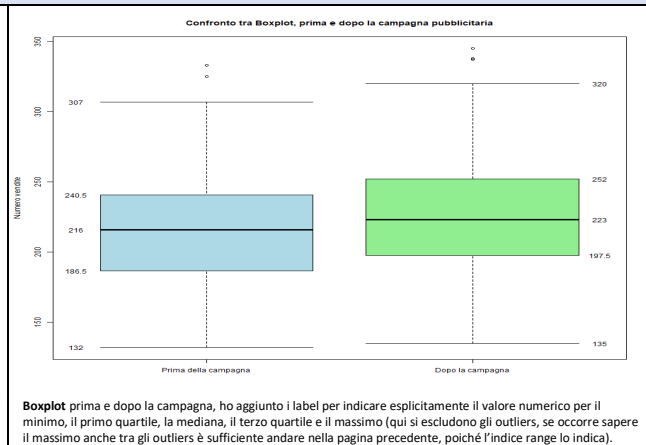 Confronto tra Boxplot, prima e dopo la campagna pubblicitaria
350
300
250
200
150
Numero vendite
307
240.5
216
186.5
132
320
252
223
197.5
135
Prima della campagna
Dopo la campagna
Boxplot prima e dopo la campagna, ho aggiunto i label per indicare esplicitamente il valore numerico per il
minimo, il primo quartile, la mediana, il terzo quartile e il massimo (qui si escludono gli outliers, se occorre sapere
il massimo anche tra gli outliers è sufficiente andare nella pagina precedente, poiché l'indice range lo indica).